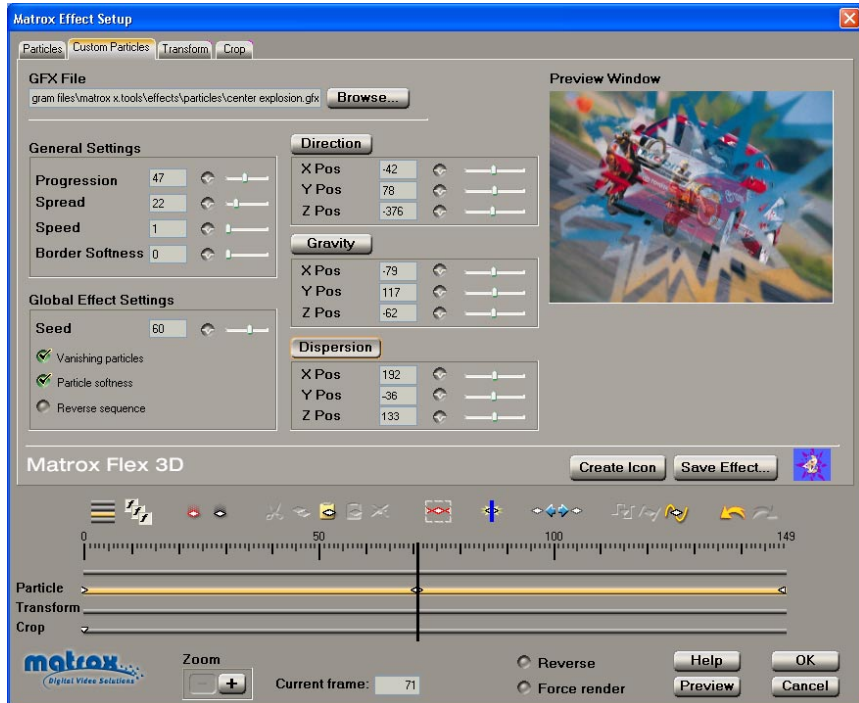 Matrox Effect Setup
Particles Custom Particles Transform Crop
GFX File
gram files\matrox x.tools\effects\particles\center explosion.gfx Browse...
Preview Window
General Settings
Progression 47
Spread 22
Speed 1
Border Softness 0
Direction
X Pos -42
Y Pos 78
Z Pos -376
Gravity
X Pos -79
Y Pos 117
Z Pos -62
Global Effect Settings
Seed 60
Vanishing particles
Particle softness
Reverse sequence
Dispersion
X Pos 192
Y Pos -36
Z Pos 133
Matrox Flex 3D
Create Icon Save Effect...
0 50 100 149
Particle
Transform
Crop
matrox
Digital Video Solutions
Zoom
- +
Current frame: 71
Reverse
Force render
Help OK
Preview Cancel